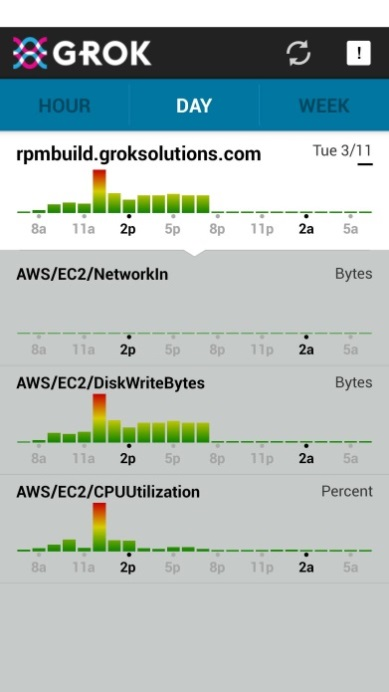 GROK !
HOUR DAY WEEK
rpmbuild.groksolutions.com Tue 3/11
8a 11a 2p 5p 8p 11p 2a 5a
AWS/EC2/NetworkIn Bytes
8a 11a 2p 5p 8p 11p 2a 5a
AWS/EC2/DiskWriteBytes Bytes
8a 11a 2p 5p 8p 11p 2a 5a
AWS/EC2/CPUUtilization Percent
8a 11a 2p 5p 8p 11p 2a 5a